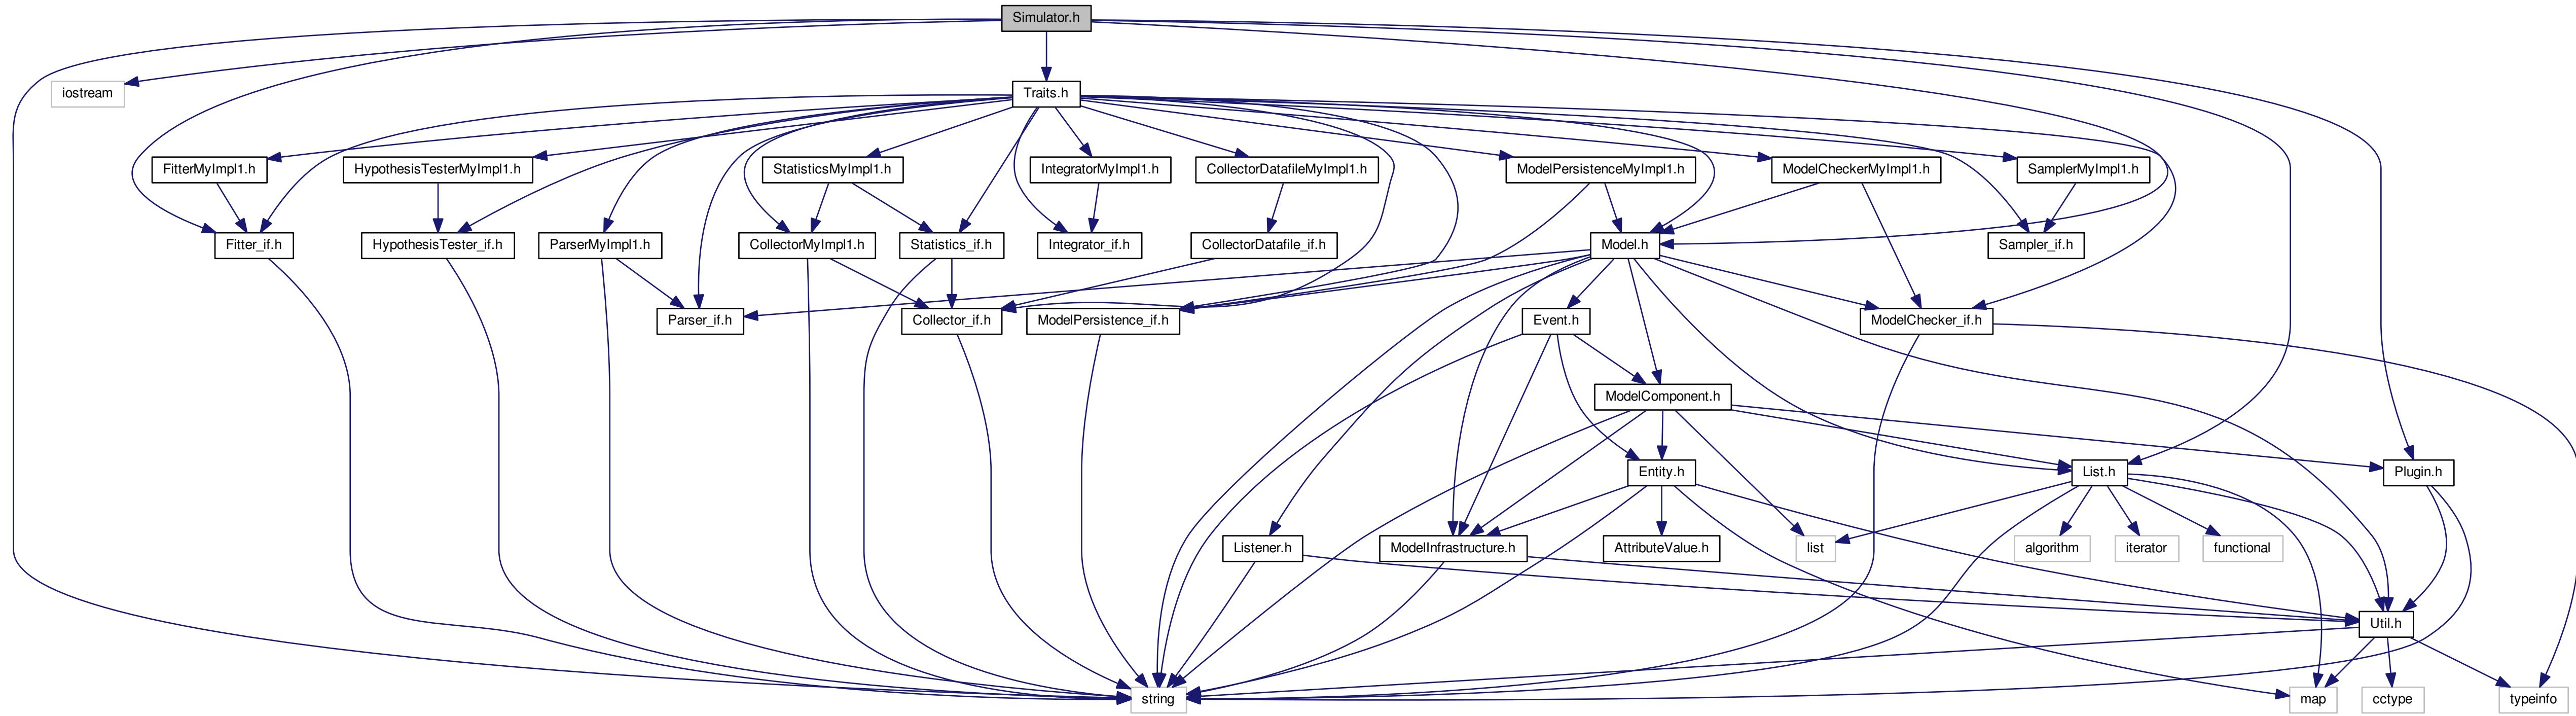 Simulator.h
iostream
Traits.h
FitterMyImpl1.h
HypothesisTesterMyImpl1.h
StatisticsMyImpl1.h
IntegratorMyImpl1.h
CollectorDatafileMyImpl1.h
ModelPersistenceMyImpl1.h
ModelCheckerMyImpl1.h
SamplerMyImpl1.h
Fitter_if.h
HypothesisTester_if.h
ParserMyImpl1.h
CollectorMyImpl1.h
Statistics_if.h
Integrator_if.h
CollectorDatafile_if.h
Model.h
Sampler_if.h
Parser_if.h
Collector_if.h
ModelPersistence_if.h
Event.h
ModelChecker_if.h
ModelComponent.h
Entity.h
List.h
Plugin.h
Listener.h
ModelInfrastructure.h
AttributeValue.h
list
algorithm
iterator
functional
Util.h
string
map
cctype
typeinfo